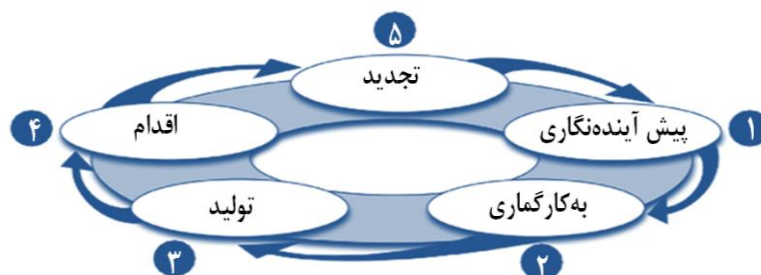 ۵
تجدید
۴
اقدام
پیش آینده‌نگاری
۱
تولید
به‌کارگماری
۳
۲